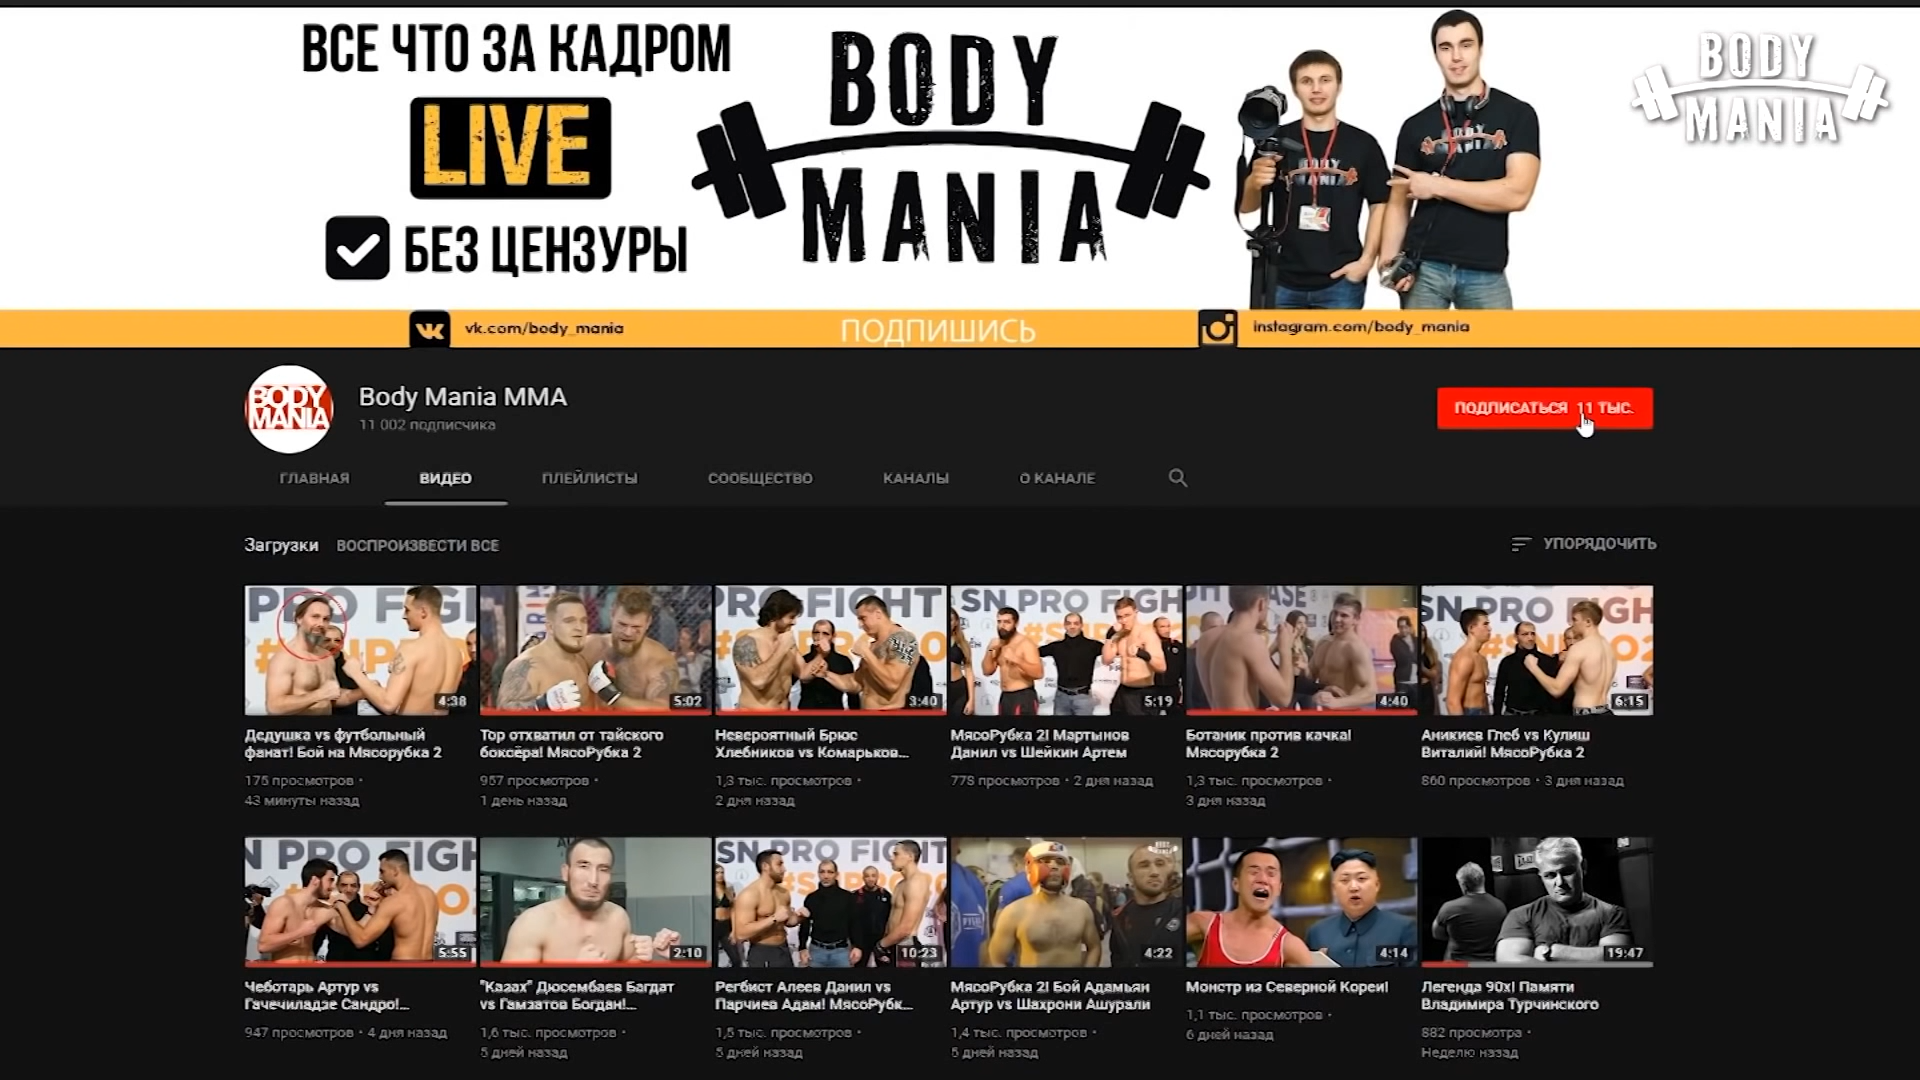 ВСЕ ЧТО ЗА КАДРОМ
LIVE
БЕЗ ЦЕНЗУРЫ
BODY
MANIA
BODY
MANIA
vk.com/body_mania
ПОДПИШИСЬ
instagram.com/body_mania
BODY
MANIA
Body Mania MMA
11 002 подписчика
ПОДПИСАТЬСЯ 11 ТЫС.
ГЛАВНАЯ
ВИДЕО
ПЛЕЙЛИСТЫ
СООБЩЕСТВО
КАНАЛЫ
О КАНАЛЕ
Загрузки
ВОСПРОИЗВЕСТИ ВСЕ
УПОРЯДОЧИТЬ
4:38
5:02
3:40
5:19
4:40
6:15
Дедушка vs футбольный
фанат! Бой на Мясорубка 2
175 просмотров •
43 минуты назад
Тор отхватил от тайского
боксёра! МясоРубка 2
957 просмотров •
1 день назад
Невероятный Брюс
Хлебников vs Комарьков...
1,3 тыс. просмотров •
2 дня назад
МясоРубка 2! Мартынов
Данил vs Шейкин Артем
778 просмотров • 2 дня назад
Ботаник против качка!
Мясорубка 2
1,3 тыс. просмотров •
3 дня назад
Аникиев Глеб vs Кулиш
Виталий! МясоРубка 2
860 просмотров • 3 дня назад
5:55
2:10
10:23
4:22
4:14
19:47
Чеботарь Артур vs
Гачечиладзе Сандро!...
947 просмотров • 4 дня назад
"Казах" Дюсембаев Багдат
vs Гамзатов Богдан!...
1,6 тыс. просмотров •
5 дней назад
Регбист Алеев Данил vs
Парчиев Адам! МясоРубк...
1,5 тыс. просмотров •
5 дней назад
МясоРубка 2! Бой Адамьян
Артур vs Шахрони Ашурали
1,4 тыс. просмотров •
5 дней назад
Монстр из Северной Кореи!
1,1 тыс. просмотров •
6 дней назад
Легенда 90х! Памяти
Владимира Турчинского
882 просмотра •
Неделю назад